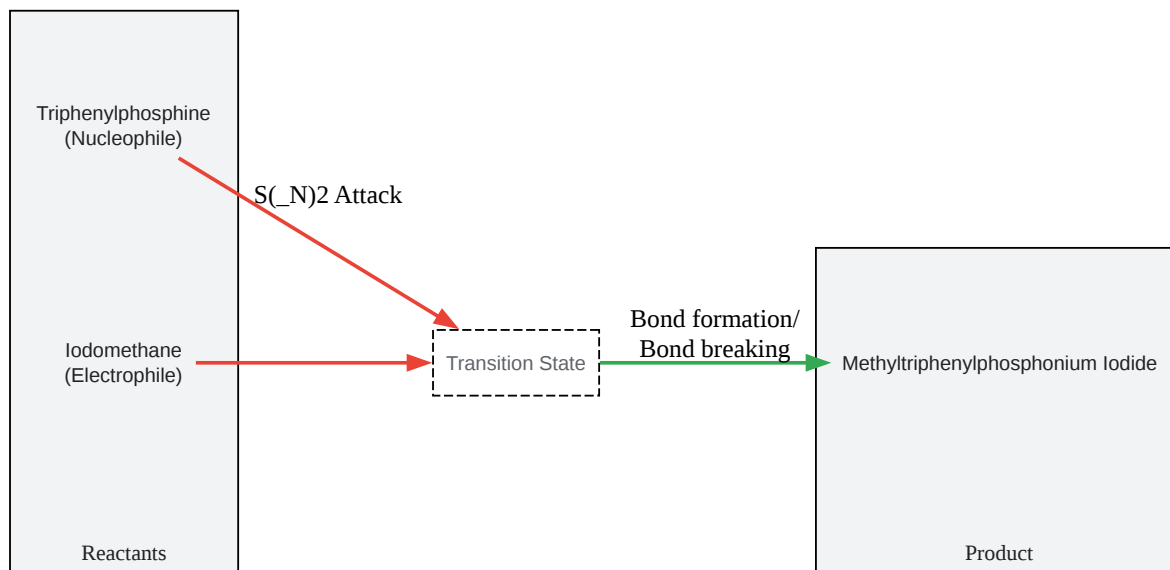 Triphenylphosphine
(Nucleophile)
S(_N)2 Attack
Iodomethane
(Electrophile)
Transition State
Bond formation/
Bond breaking
Methyltriphenylphosphonium Iodide
Reactants
Product